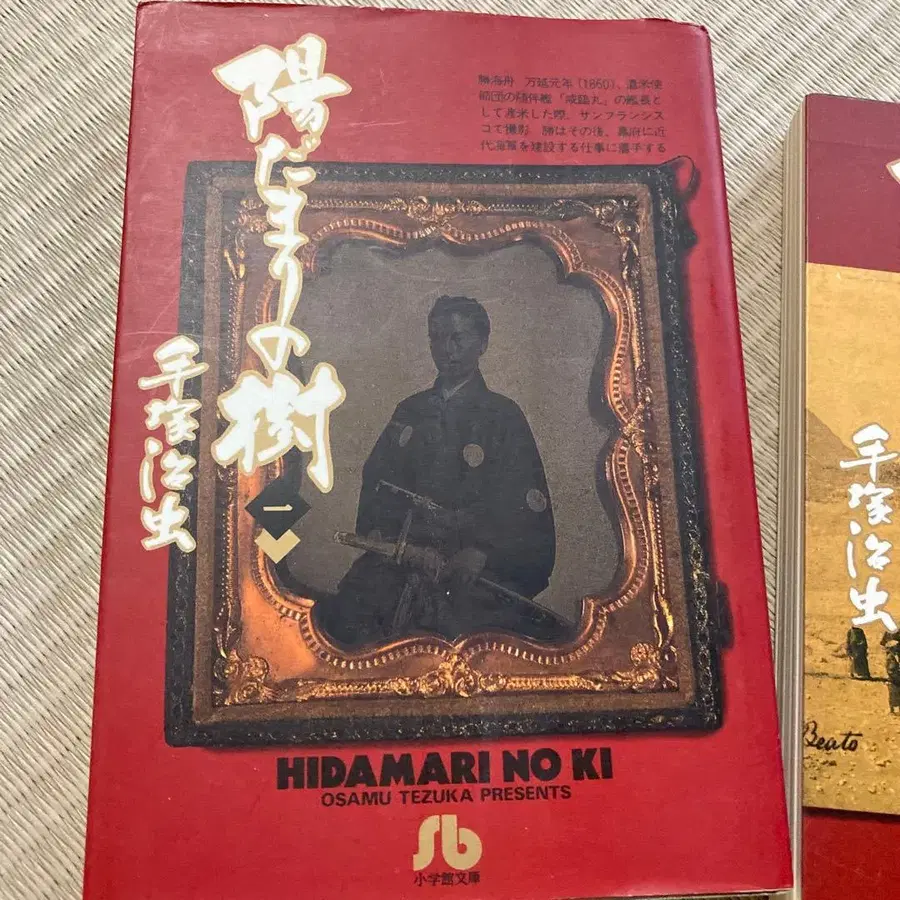 陽だまりの樹
一
手塚治虫
勝海舟 万延元年(1860)、遣米使
節団の随伴艦「咸臨丸」の艦長と
して渡米した際、サンフランシス
コで撮影 勝はその後、幕府に近
代海軍を建設する仕事に着手する
HIDAMARI NO KI
OSAMU TEZUKA PRESENTS
Sb
小学館文庫
手塚治虫
Beato